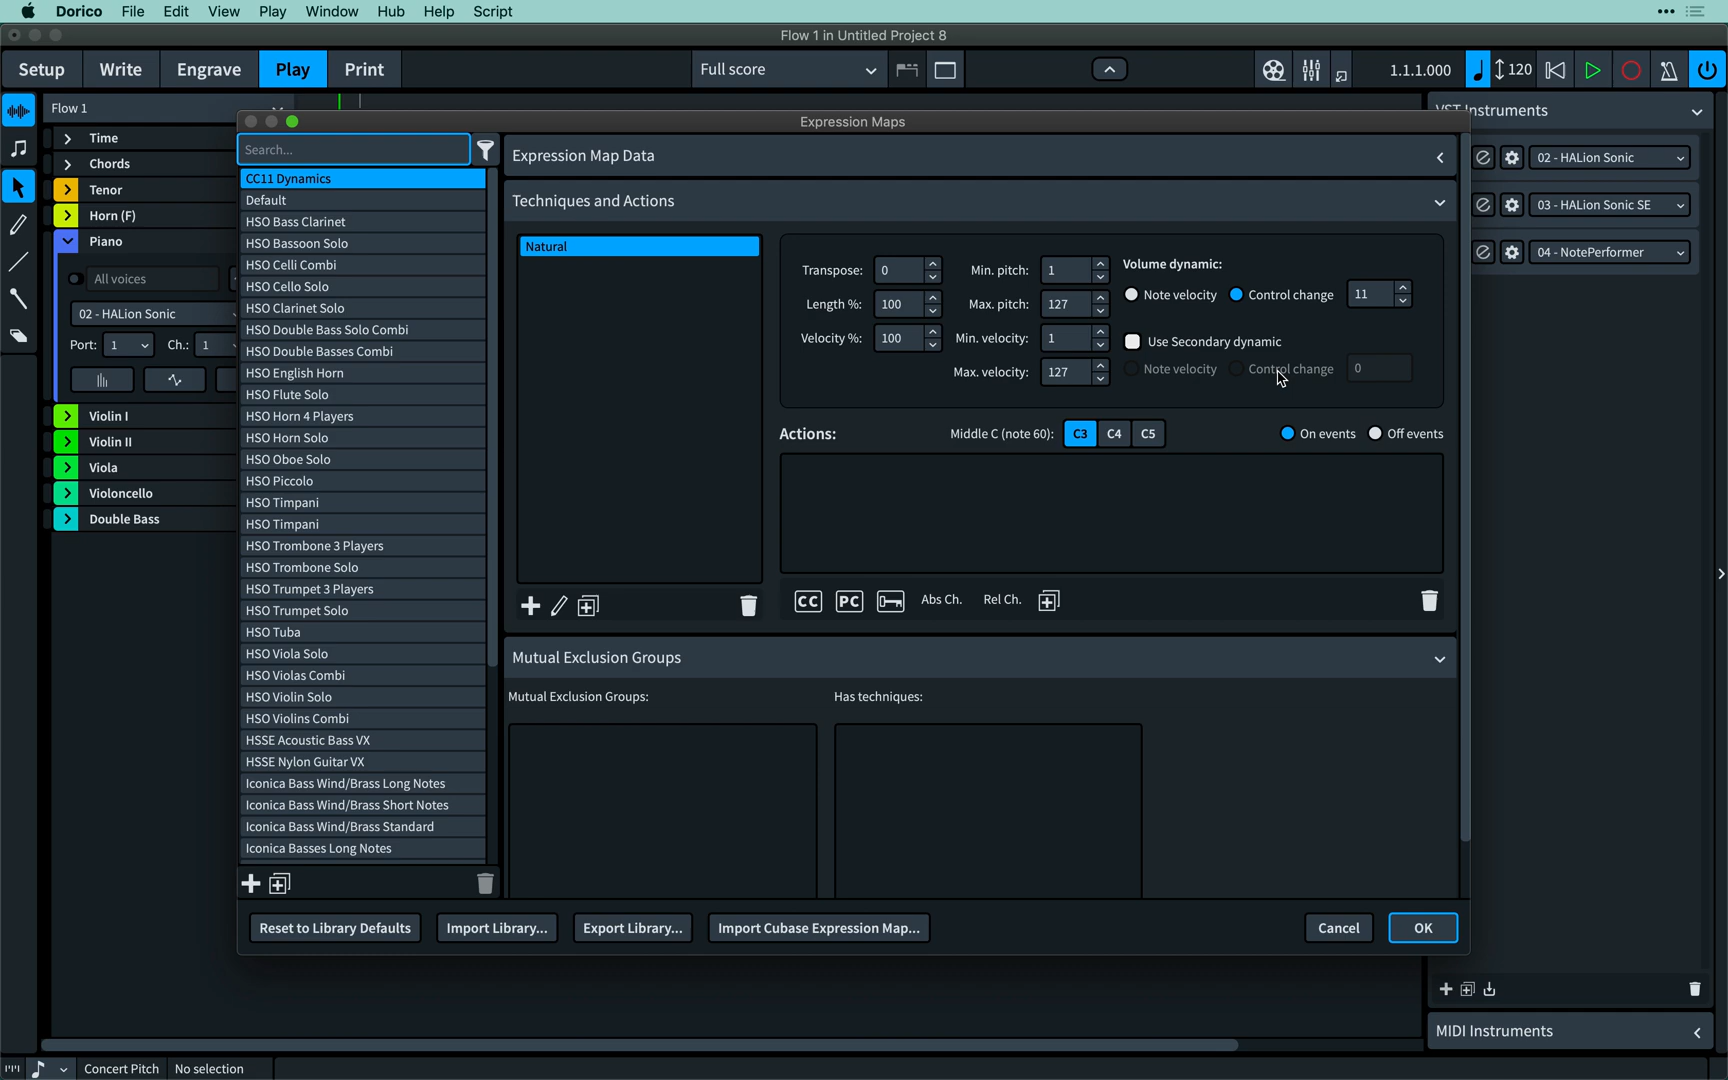 Dorico File Edit View Play Window Hub Help Script
Flow 1 in Untitled Project 8
Setup Write Engrave Play Print Full score 1.1.1.000 120
Flow 1
Time
Chords
Tenor
Horn (F)
Piano
All voices
02 - HALion Sonic
Port: 1 Ch.: 1
Violin I
Violin II
Viola
Violoncello
Double Bass
Expression Maps
Search...
CC11 Dynamics
Default
HSO Bass Clarinet
HSO Bassoon Solo
HSO Celli Combi
HSO Cello Solo
HSO Clarinet Solo
HSO Double Bass Solo Combi
HSO Double Basses Combi
HSO English Horn
HSO Flute Solo
HSO Horn 4 Players
HSO Horn Solo
HSO Oboe Solo
HSO Piccolo
HSO Timpani
HSO Timpani
HSO Trombone 3 Players
HSO Trombone Solo
HSO Trumpet 3 Players
HSO Trumpet Solo
HSO Tuba
HSO Viola Solo
HSO Violas Combi
HSO Violin Solo
HSO Violins Combi
HSSE Acoustic Bass VX
HSSE Nylon Guitar VX
Iconica Bass Wind/Brass Long Notes
Iconica Bass Wind/Brass Short Notes
Iconica Bass Wind/Brass Standard
Iconica Basses Long Notes
Expression Map Data
Techniques and Actions
Natural
Transpose: 0 Min. pitch: 1 Volume dynamic:
Length %: 100 Max. pitch: 127 Note velocity Control change 11
Velocity %: 100 Min. velocity: 1 Use Secondary dynamic
Max. velocity: 127 Note velocity Control change 0
Actions: Middle C (note 60): C3 C4 C5 On events Off events
CC PC Abs Ch. Rel Ch.
Mutual Exclusion Groups
Mutual Exclusion Groups: Has techniques:
Reset to Library Defaults Import Library... Export Library... Import Cubase Expression Map... Cancel OK
VST Instruments
02 - HALion Sonic
03 - HALion Sonic SE
04 - NotePerformer
MIDI Instruments
Concert Pitch No selection